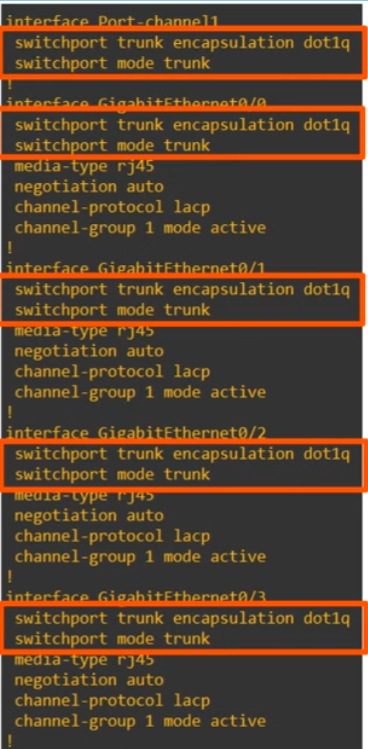 interface Port-channel1
switchport trunk encapsulation dot1q
switchport mode trunk
!
interface GigabitEthernet0/0
switchport trunk encapsulation dot1q
switchport mode trunk
media-type rj45
negotiation auto
channel-protocol lacp
channel-group 1 mode active
!
interface GigabitEthernet0/1
switchport trunk encapsulation dot1q
switchport mode trunk
media-type rj45
negotiation auto
channel-protocol lacp
channel-group 1 mode active
!
interface GigabitEthernet0/2
switchport trunk encapsulation dot1q
switchport mode trunk
media-type rj45
negotiation auto
channel-protocol lacp
channel-group 1 mode active
!
interface GigabitEthernet0/3
switchport trunk encapsulation dot1q
switchport mode trunk
media-type rj45
negotiation auto
channel-protocol lacp
channel-group 1 mode active
!